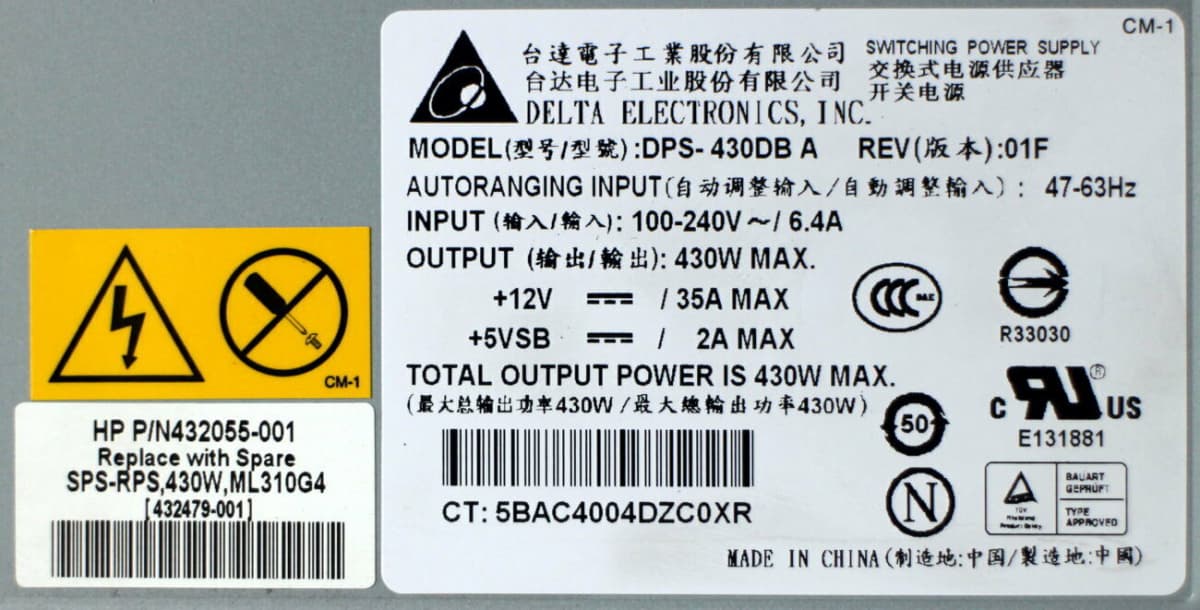 CM-1
台達電子工業股份有限公司
台达电子工业股份有限公司
DELTA ELECTRONICS, INC.
SWITCHING POWER SUPPLY
交换式电源供应器
开关电源
MODEL(型号/型號):DPS- 430DB A REV(版本):01F
AUTORANGING INPUT(自动调整输入/自動調整輸入): 47-63Hz
INPUT (输入/輸入): 100-240V ~/ 6.4A
OUTPUT (输出/輸出): 430W MAX.
+12V ⎓ / 35A MAX
+5VSB ⎓ / 2A MAX
TOTAL OUTPUT POWER IS 430W MAX.
(最大总输出功率430W/最大總輸出功率430W)
CT: 5BAC4004DZC0XR
R33030
c RU ® US
E131881
50
N
BAUART
GEPRÜFT
TYPE
APPROVED
MADE IN CHINA(制造地:中国/製造地:中國)
CM-1
HP P/N432055-001
Replace with Spare
SPS-RPS,430W,ML310G4
[432479-001]